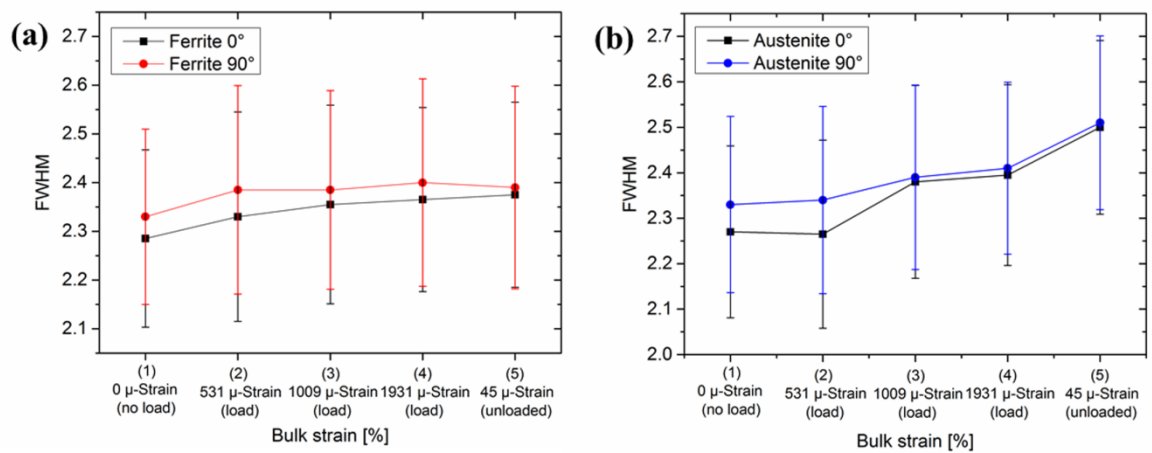 (a)
Ferrite 0°
Ferrite 90°
FWHM
2.7
2.6
2.5
2.4
2.3
2.2
2.1
(1) (2) (3) (4) (5)
0 μ-Strain 531 μ-Strain 1009 μ-Strain 1931 μ-Strain 45 μ-Strain
(no load) (load) (load) (load) (unloaded)
Bulk strain [%]
(b)
Austenite 0°
Austenite 90°
FWHM
2.7
2.6
2.5
2.4
2.3
2.2
2.1
2.0
(1) (2) (3) (4) (5)
0 μ-Strain 531 μ-Strain 1009 μ-Strain 1931 μ-Strain 45 μ-Strain
(no load) (load) (load) (load) (unloaded)
Bulk strain [%]